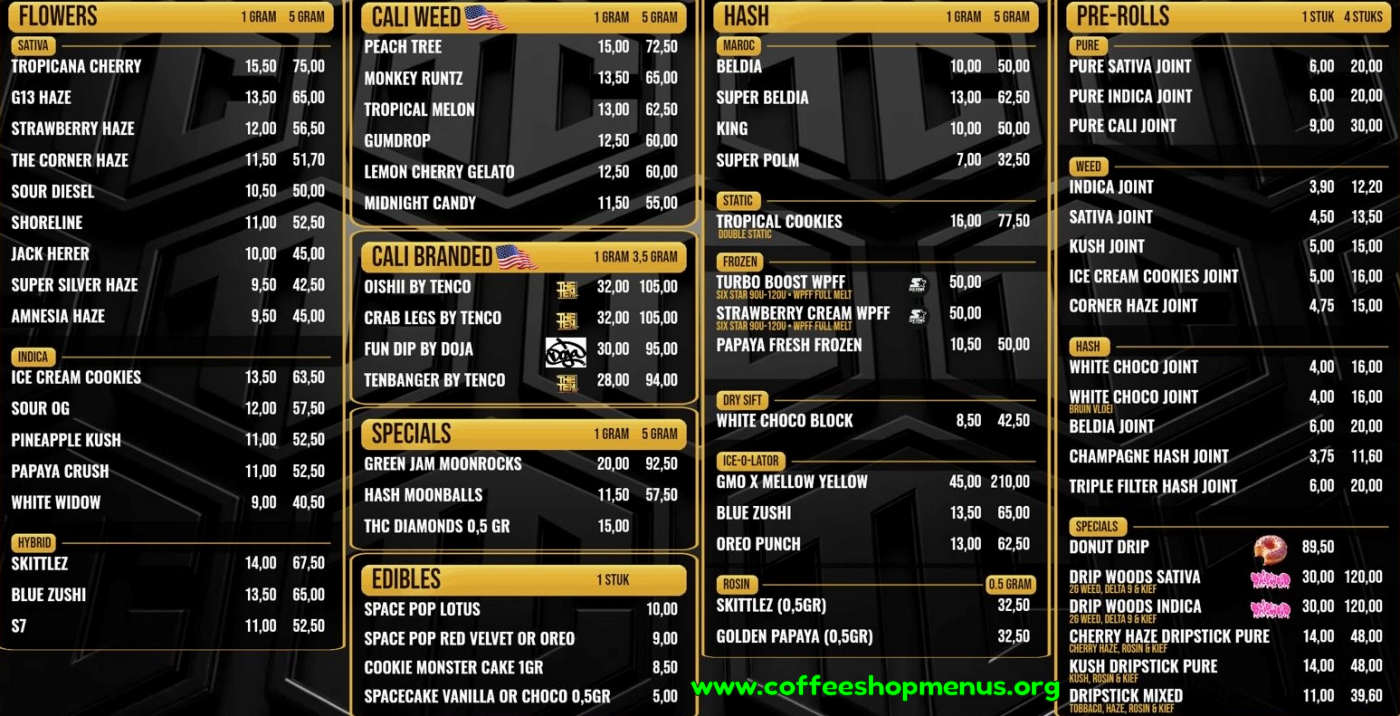 FLOWERS 1 GRAM 5 GRAM
SATIVA
TROPICANA CHERRY 15,50 75,00
G13 HAZE 13,50 65,00
STRAWBERRY HAZE 12,00 56,50
THE CORNER HAZE 11,50 51,70
SOUR DIESEL 10,50 50,00
SHORELINE 11,00 52,50
JACK HERER 10,00 45,00
SUPER SILVER HAZE 9,50 42,50
AMNESIA HAZE 9,50 45,00
INDICA
ICE CREAM COOKIES 13,50 63,50
SOUR OG 12,00 57,50
PINEAPPLE KUSH 11,00 52,50
PAPAYA CRUSH 11,00 52,50
WHITE WIDOW 9,00 40,50
HYBRID
SKITTLEZ 14,00 67,50
BLUE ZUSHI 13,50 65,00
S7 11,00 52,50
CALI WEED 1 GRAM 5 GRAM
PEACH TREE 15,00 72,50
MONKEY RUNTZ 13,50 65,00
TROPICAL MELON 13,00 62,50
GUMDROP 12,50 60,00
LEMON CHERRY GELATO 12,50 60,00
MIDNIGHT CANDY 11,50 55,00
CALI BRANDED 1 GRAM 3,5 GRAM
OISHII BY TENCO 32,00 105,00
CRAB LEGS BY TENCO 32,00 105,00
FUN DIP BY DOJA Doja 30,00 95,00
TENBANGER BY TENCO 28,00 94,00
SPECIALS 1 GRAM 5 GRAM
GREEN JAM MOONROCKS 20,00 92,50
HASH MOONBALLS 11,50 57,50
THC DIAMONDS 0,5 GR 15,00
EDIBLES 1 STUK
SPACE POP LOTUS 10,00
SPACE POP RED VELVET OR OREO 9,00
COOKIE MONSTER CAKE 1GR 8,50
SPACECAKE VANILLA OR CHOCO 0,5GR 5,00
HASH 1 GRAM 5 GRAM
MAROC
BELDIA 10,00 50,00
SUPER BELDIA 13,00 62,50
KING 10,00 50,00
SUPER POLM 7,00 32,50
STATIC
TROPICAL COOKIES 16,00 77,50
DOUBLE STATIC
FROZEN
TURBO BOOST WPFF 50,00
SIX STAR 90U-120U • WPFF FULL MELT
STRAWBERRY CREAM WPFF 50,00
SIX STAR 90U-120U • WPFF FULL MELT
PAPAYA FRESH FROZEN 10,50 50,00
DRY SIFT
WHITE CHOCO BLOCK 8,50 42,50
ICE-O-LATOR
GMO X MELLOW YELLOW 45,00 210,00
BLUE ZUSHI 13,50 65,00
OREO PUNCH 13,00 62,50
ROSIN 0.5 GRAM
SKITTLEZ (0,5GR) 32,50
GOLDEN PAPAYA (0,5GR) 32,50
PRE-ROLLS 1 STUK 4 STUKS
PURE
PURE SATIVA JOINT 6,00 20,00
PURE INDICA JOINT 6,00 20,00
PURE CALI JOINT 9,00 30,00
WEED
INDICA JOINT 3,90 12,20
SATIVA JOINT 4,50 13,50
KUSH JOINT 5,00 15,00
ICE CREAM COOKIES JOINT 5,00 16,00
CORNER HAZE JOINT 4,75 15,00
HASH
WHITE CHOCO JOINT 4,00 16,00
WHITE CHOCO JOINT 4,00 16,00
BRUIN VLOEI
BELDIA JOINT 6,00 20,00
CHAMPAGNE HASH JOINT 3,75 11,60
TRIPLE FILTER HASH JOINT 6,00 20,00
SPECIALS
DONUT DRIP 89,50
DRIP WOODS SATIVA 30,00 120,00
2G WEED, DELTA 9 & KIEF
DRIP WOODS INDICA 30,00 120,00
2G WEED, DELTA 9 & KIEF
CHERRY HAZE DRIPSTICK PURE 14,00 48,00
CHERRY HAZE, ROSIN & KIEF
KUSH DRIPSTICK PURE 14,00 48,00
KUSH, ROSIN & KIEF
DRIPSTICK MIXED 11,00 39,60
TOBBACO, HAZE, ROSIN & KIEF
www.coffeeshopmenus.org